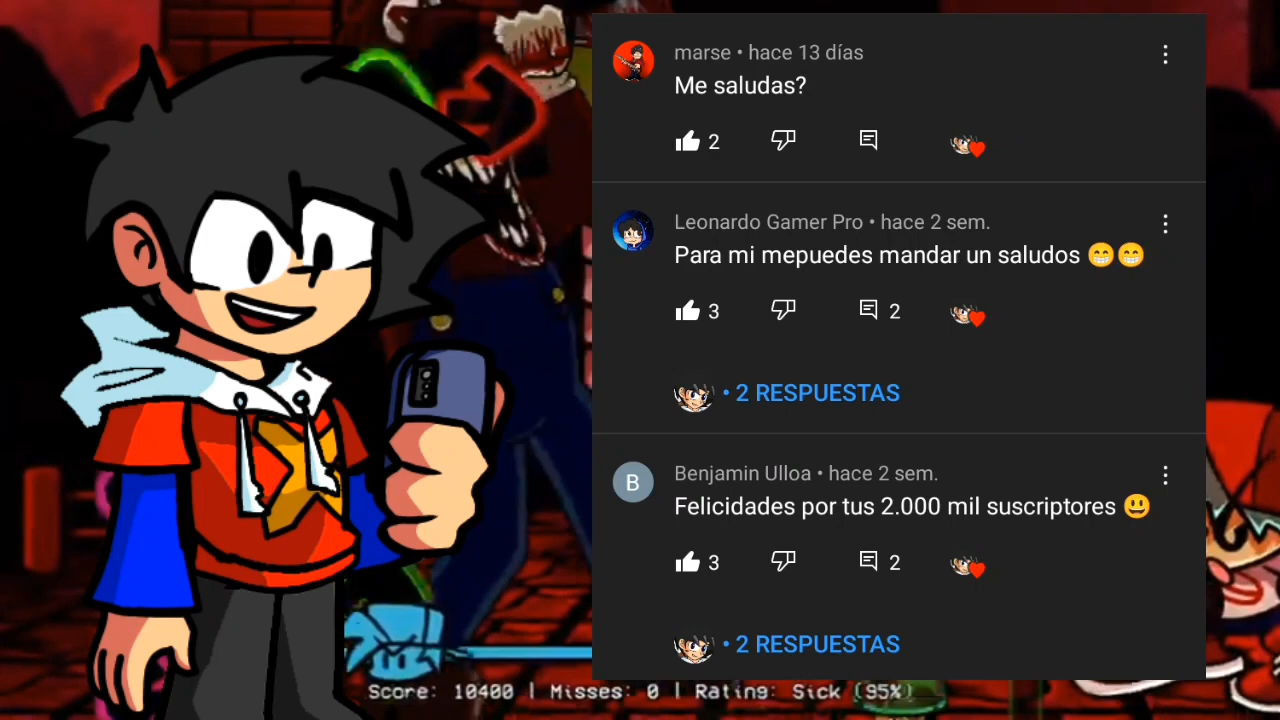 marse • hace 13 días
Me saludas?
2
Leonardo Gamer Pro • hace 2 sem.
Para mi mepuedes mandar un saludos 😁😁
3 2
• 2 RESPUESTAS
B
Benjamin Ulloa • hace 2 sem.
Felicidades por tus 2.000 mil suscriptores 😃
3 2
• 2 RESPUESTAS
Score: 10400 | Misses: 0 | Rating: Sick (95%)